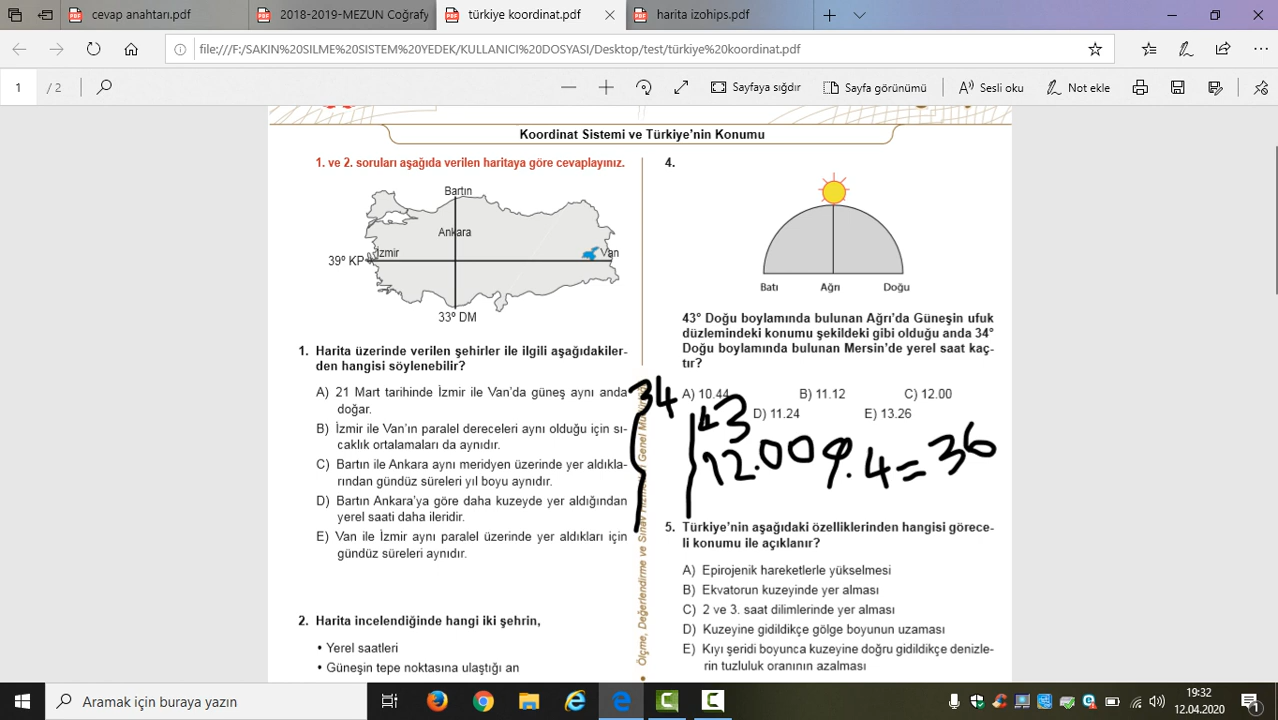 cevap anahtarı.pdf
2018-2019-Coğrafy
türkiye koordinat.pdf
harita izohips.pdf
file:///F:/SAKIN%20SILME%20SISTEM%20YEDEK/KULLANICI%20DOSYASI/Desktop/test/türkiye%20koordinat.pdf
1 / 2
Sayfaya sığdır
Sayfa görünümü
Sesli oku
Not ekle
Koordinat Sistemi ve Türkiye'nin Konumu
1. ve 2. soruları aşağıda verilen haritaya göre cevaplayınız.
Bartın
Ankara
İzmir
Van
39º KP
33º DM
1. Harita üzerinde verilen şehirler ile ilgili aşağıdakiler-
den hangisi söylenebilir?
A) 21 Mart tarihinde İzmir ile Van'da güneş aynı anda
doğar.
B) İzmir ile Van'ın paralel dereceleri aynı olduğu için sı-
caklık ortalamaları da aynıdır.
C) Bartın ile Ankara aynı meridyen üzerinde yer aldıkla-
rından gündüz süreleri yıl boyu aynıdır.
D) Bartın Ankara'ya göre daha kuzeyde yer aldığından
yerel saati daha ileridir.
E) Van ile İzmir aynı paralel üzerinde yer aldıkları için
gündüz süreleri aynıdır.
2. Harita incelendiğinde hangi iki şehrin,
• Yerel saatleri
• Güneşin tepe noktasına ulaştığı an
Ölçme, Değerlendirme ve Sınav Hizmetleri Genel Müdürlüğü
4.
Batı Ağrı Doğu
43° Doğu boylamında bulunan Ağrı'da Güneşin ufuk
düzlemindeki konumu şekildeki gibi olduğu anda 34°
Doğu boylamında bulunan Mersin'de yerel saat kaç-
tır?
A) 10.44 B) 11.12 C) 12.00
D) 11.24 E) 13.26
34
43
12.00 9.4=36
5. Türkiye'nin aşağıdaki özelliklerinden hangisi görece-
li konumu ile açıklanır?
A) Epirojenik hareketlerle yükselmesi
B) Ekvatorun kuzeyinde yer alması
C) 2 ve 3. saat dilimlerinde yer alması
D) Kuzeyine gidildikçe gölge boyunun uzaması
E) Kıyı şeridi boyunca kuzeyine doğru gidildikçe denizle-
rin tuzluluk oranının azalması
Aramak için buraya yazın
19:32
12.04.2020
1